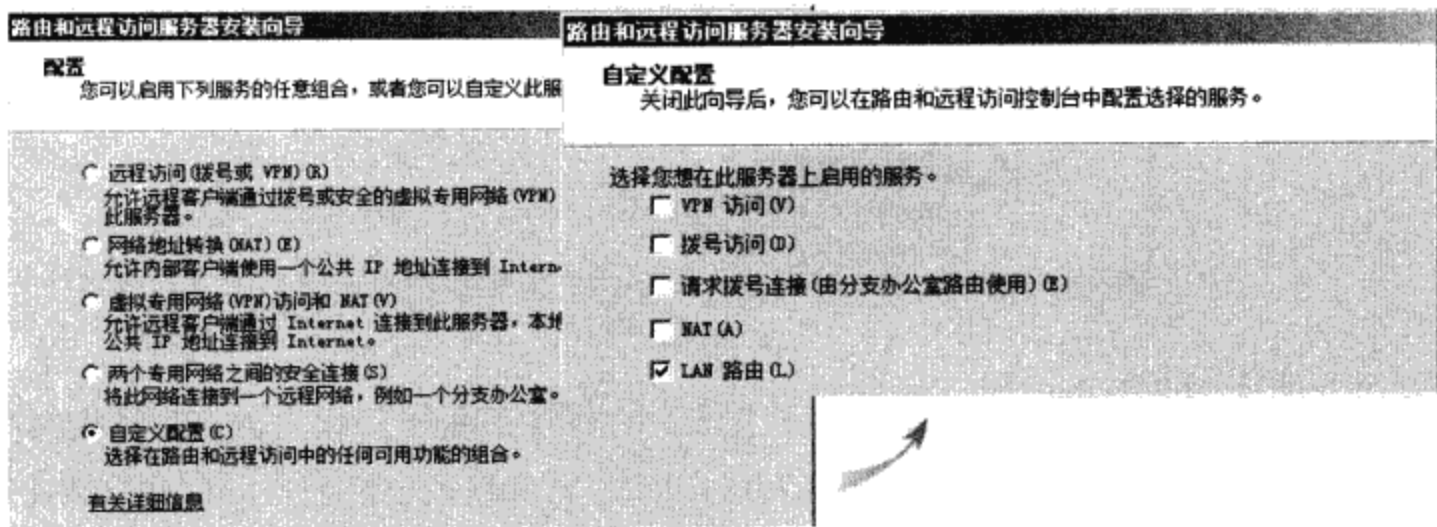 路由和远程访问服务器安装向导
配置
您可以启用下列服务的任意组合，或者您可以自定义此服
远程访问(拨号或 VPN)(R)
允许远程客户端通过拨号或安全的虚拟专用网络(VPN)
此服务器。
网络地址转换(NAT)(E)
允许内部客户端使用一个公共 IP 地址连接到 Intern
虚拟专用网络(VPN)访问和 NAT(V)
允许远程客户端通过 Internet 连接到此服务器，本地
公共 IP 地址连接到 Internet。
两个专用网络之间的安全连接(S)
将此网络连接到一个远程网络，例如一个分支办公室。
自定义配置(C)
选择在路由和远程访问中的任何可用功能的组合。
有关详细信息
路由和远程访问服务器安装向导
自定义配置
关闭此向导后，您可以在路由和远程访问控制台中配置选择的服务。
选择您想在此服务器上启用的服务。
VPN 访问(V)
拨号访问(D)
请求拨号连接(由分支办公室路由使用)(E)
NAT(A)
LAN 路由(L)